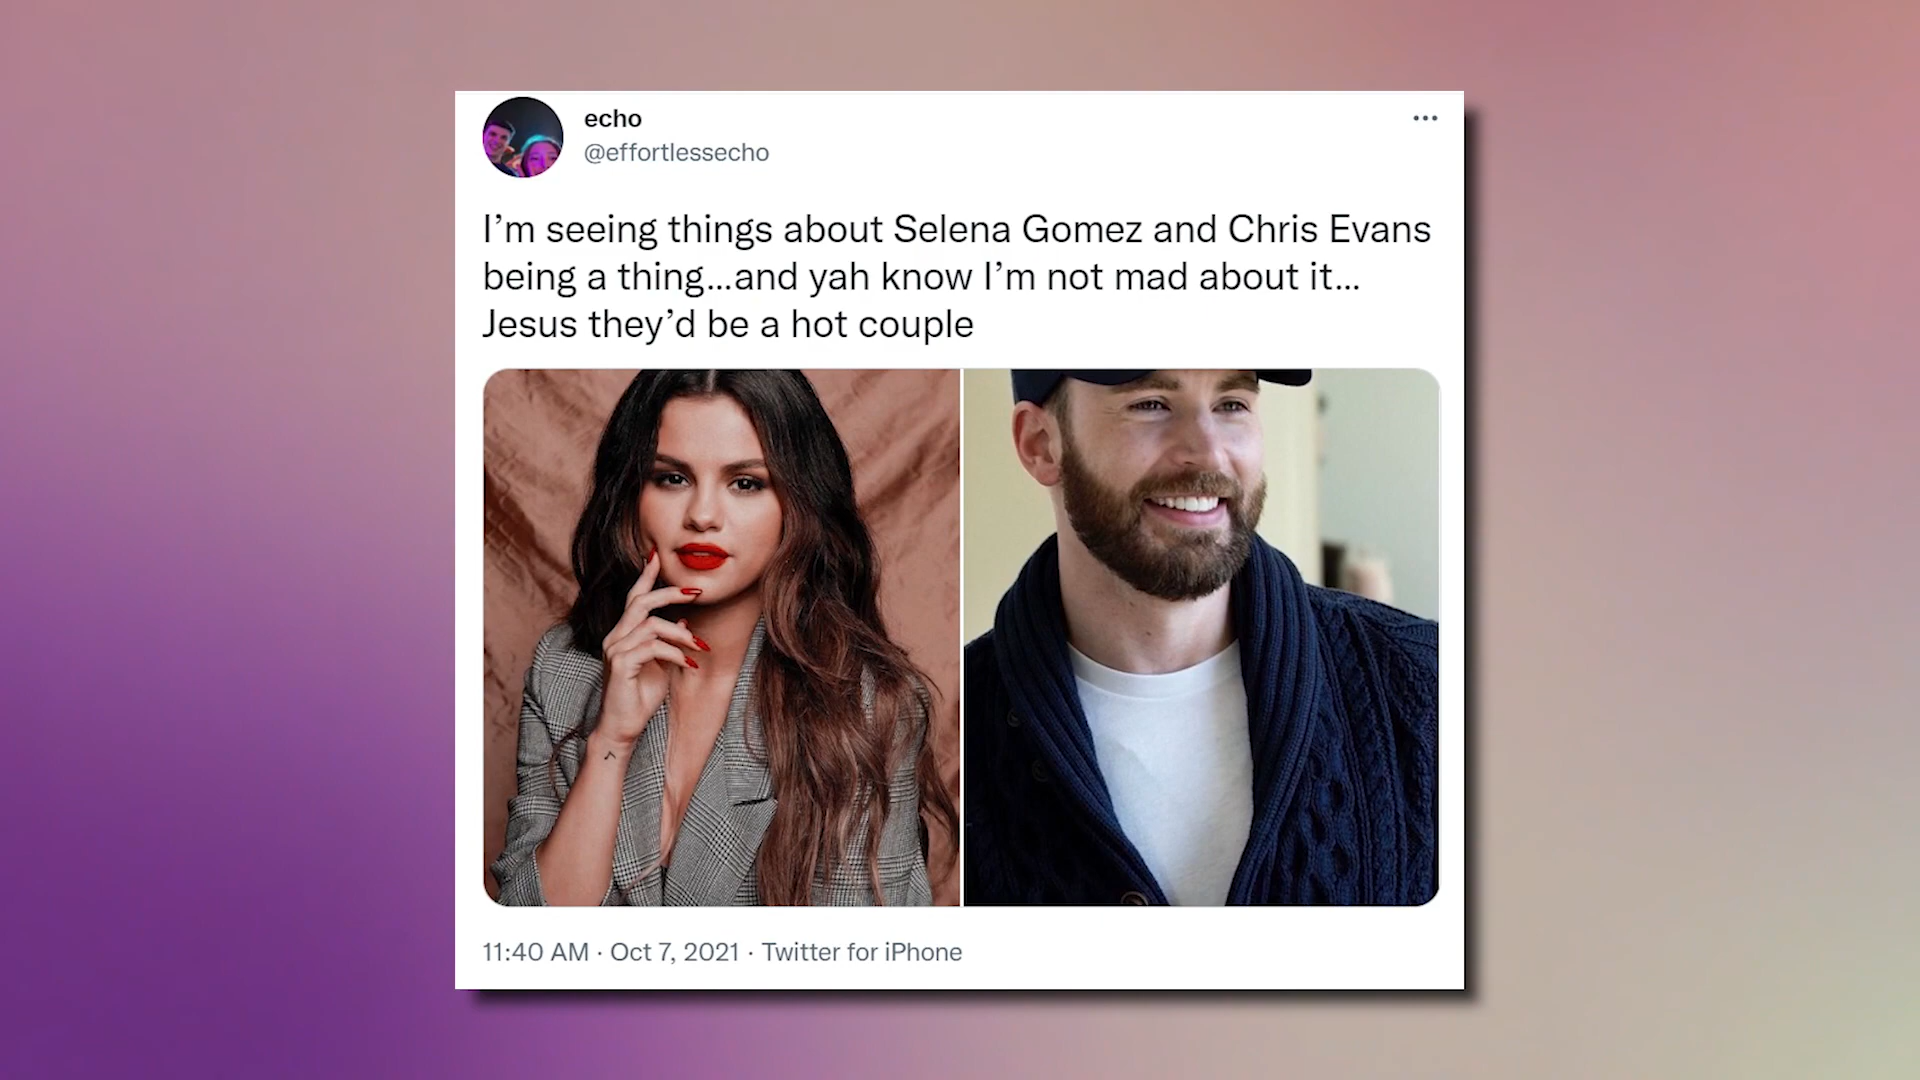 echo
@effortlessecho
I’m seeing things about Selena Gomez and Chris Evans
being a thing...and yah know I’m not mad about it...
Jesus they’d be a hot couple
11:40 AM · Oct 7, 2021 · Twitter for iPhone